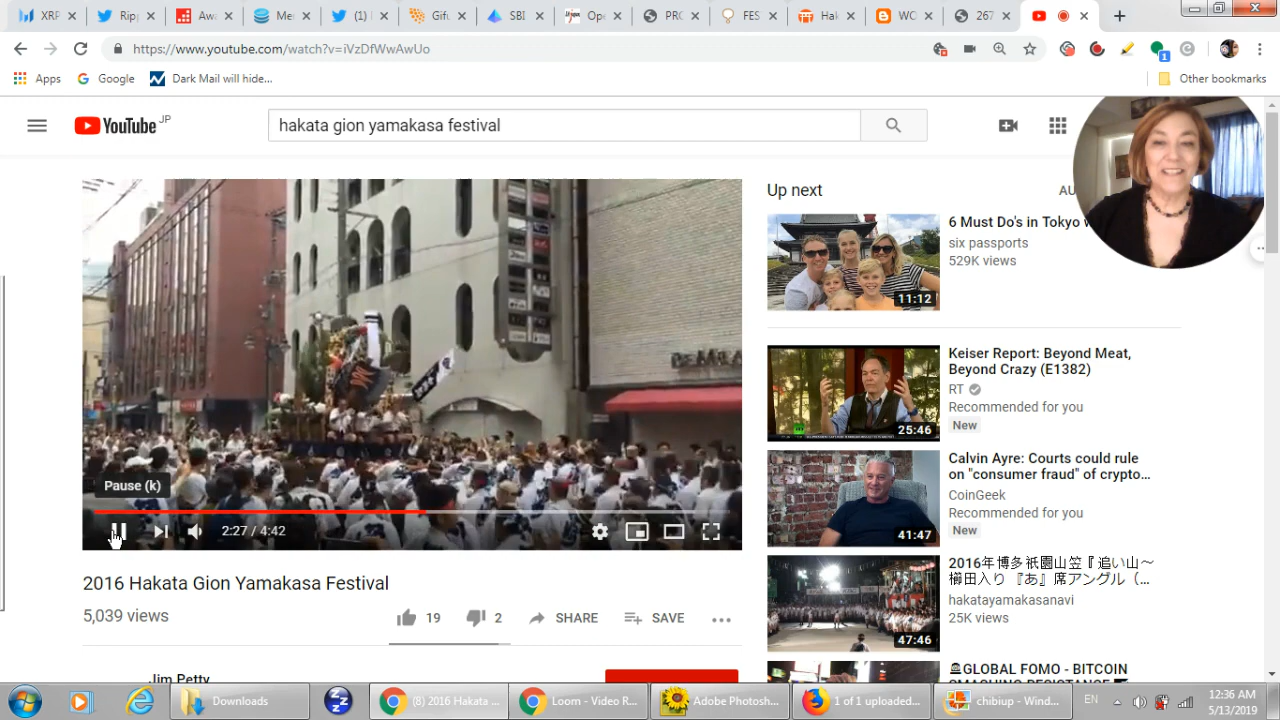 XRP
Ripp
Awa
Me
(1)
Gif
SBI
Ope
PRC
FES
Hak
WC
267
https://www.youtube.com/watch?v=iVzDfWwAwUo
1
Apps
Google
Dark Mail will hide...
Other bookmarks
YouTube JP
hakata gion yamakasa festival
Up next
AU
6 Must Do's in Tokyo
six passports
529K views
11:12
Keiser Report: Beyond Meat,
Beyond Crazy (E1382)
RT
Recommended for you
New
25:46
Calvin Ayre: Courts could rule
on "consumer fraud" of crypto...
CoinGeek
Recommended for you
New
41:47
2016年博多祇園山笠『追い山～
櫛田入り 『あ』席アングル（...
hakatayamakasanavi
25K views
47:46
GLOBAL FOMO - BITCOIN
Pause (k)
2:27 / 4:42
2016 Hakata Gion Yamakasa Festival
5,039 views
19
2
SHARE
SAVE
Jim Petty
Downloads
(8) 2016 Hakata ...
Loom - Video R...
Adobe Photosh...
1 of 1 uploaded...
chibiup - Wind...
EN
12:36 AM
5/13/2019